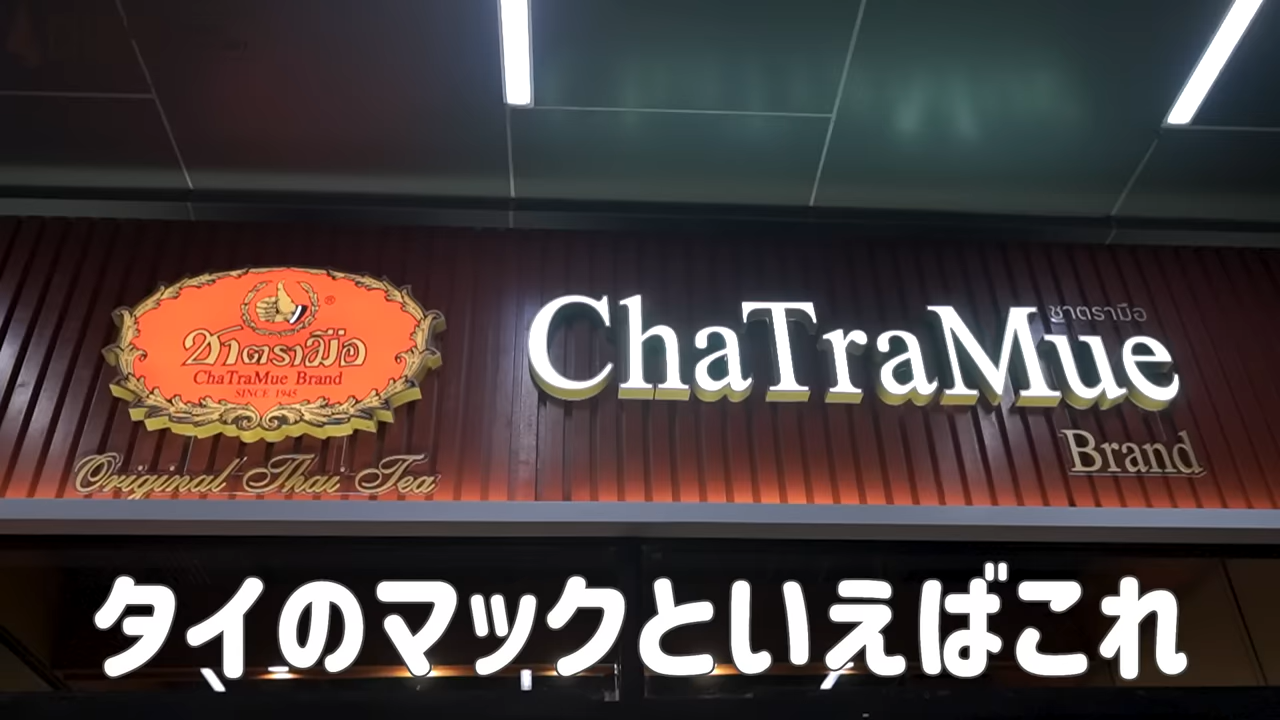 ชาตรามือ
ChaTraMue Brand
SINCE 1945
Original Thai Tea
ChaTraMue
ชาตรามือ
Brand
タイのマックといえばこれ